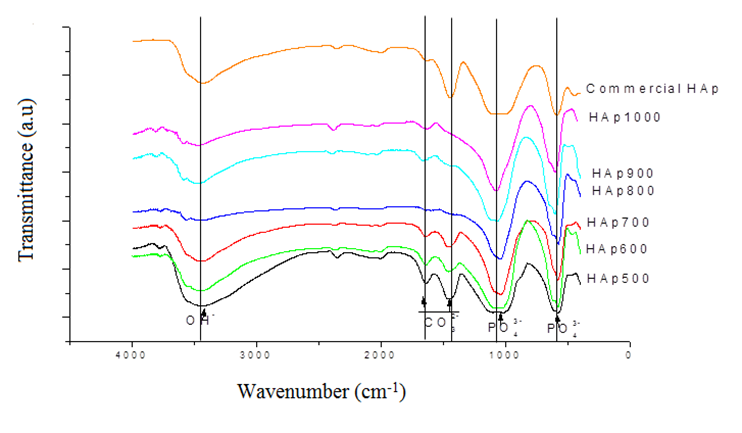 Transmittance (a.u)
Commercial HAp
HAp1000
HAp900
HAp800
HAp700
HAp600
HAp500
OH⁻
PO₄³⁻
PO₄³⁻
4000 3000 2000 1000 0
Wavenumber (cm⁻¹)